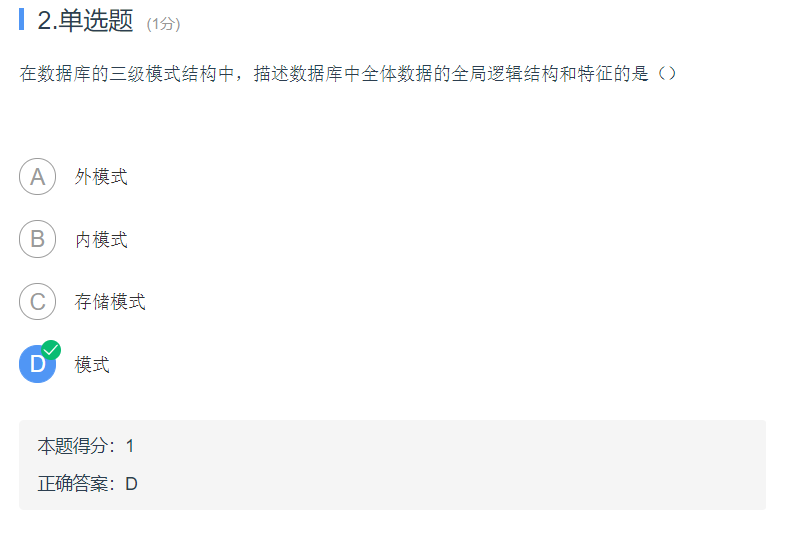 2.单选题 (1分)
在数据库的三级模式结构中，描述数据库中全体数据的全局逻辑结构和特征的是（）
A 外模式
B 内模式
C 存储模式
D 模式
本题得分：1
正确答案：D